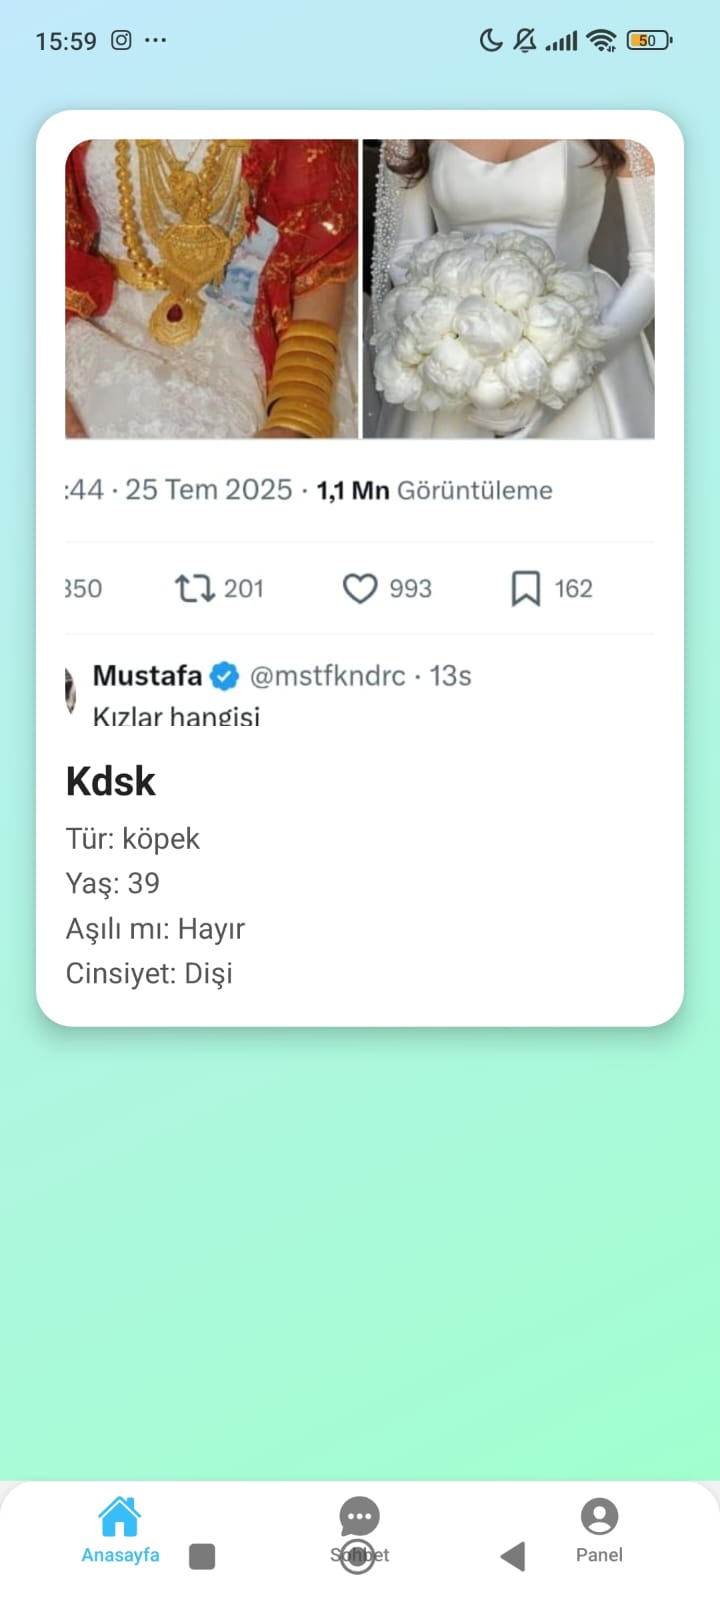 15:59
50
:44 · 25 Tem 2025 · 1,1 Mn Görüntüleme
350 201 993 162
Mustafa @mstfkndrc · 13s
Kızlar hangisi
Kdsk
Tür: köpek
Yaş: 39
Aşılı mı: Hayır
Cinsiyet: Dişi
Anasayfa Sohbet Panel